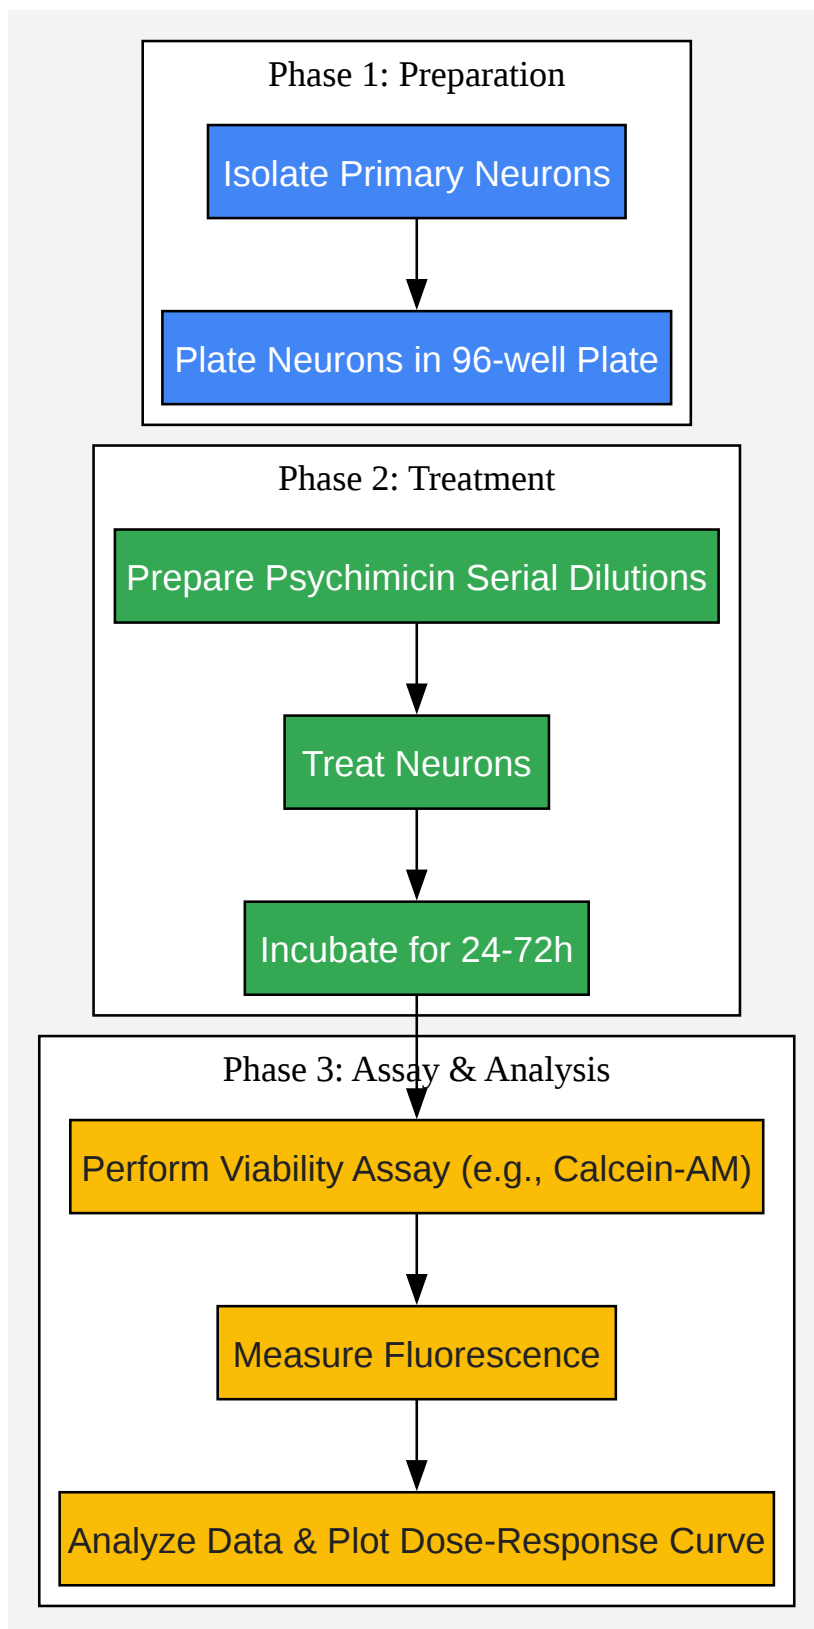 Phase 1: Preparation
Isolate Primary Neurons
Plate Neurons in 96-well Plate
Phase 2: Treatment
Prepare Psychimicin Serial Dilutions
Treat Neurons
Incubate for 24-72h
Phase 3: Assay & Analysis
Perform Viability Assay (e.g., Calcein-AM)
Measure Fluorescence
Analyze Data & Plot Dose-Response Curve